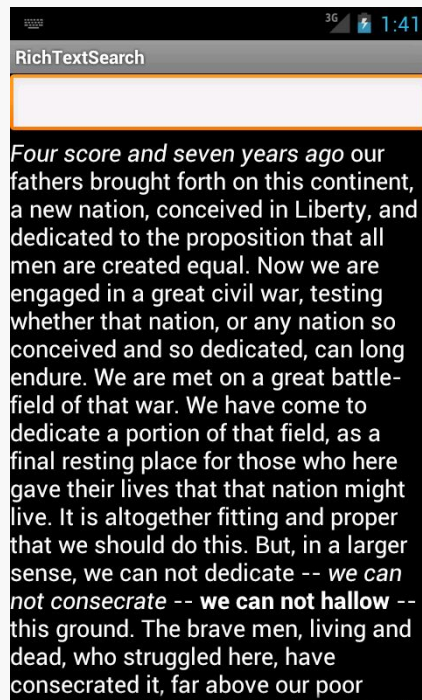 3G 1:41
RichTextSearch
Four score and seven years ago our
fathers brought forth on this continent,
a new nation, conceived in Liberty, and
dedicated to the proposition that all
men are created equal. Now we are
engaged in a great civil war, testing
whether that nation, or any nation so
conceived and so dedicated, can long
endure. We are met on a great battle-
field of that war. We have come to
dedicate a portion of that field, as a
final resting place for those who here
gave their lives that that nation might
live. It is altogether fitting and proper
that we should do this. But, in a larger
sense, we can not dedicate -- we can
not consecrate -- we can not hallow --
this ground. The brave men, living and
dead, who struggled here, have
consecrated it, far above our poor